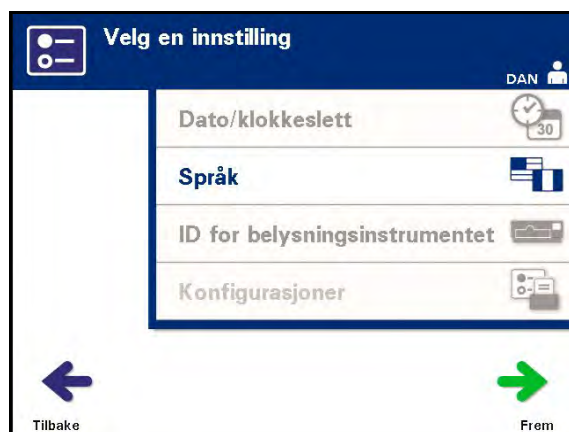 Velg en innstilling
DAN
Dato/klokkeslett
30
Språk
ID for belysningsinstrumentet
Konfigurasjoner
Tilbake
Frem